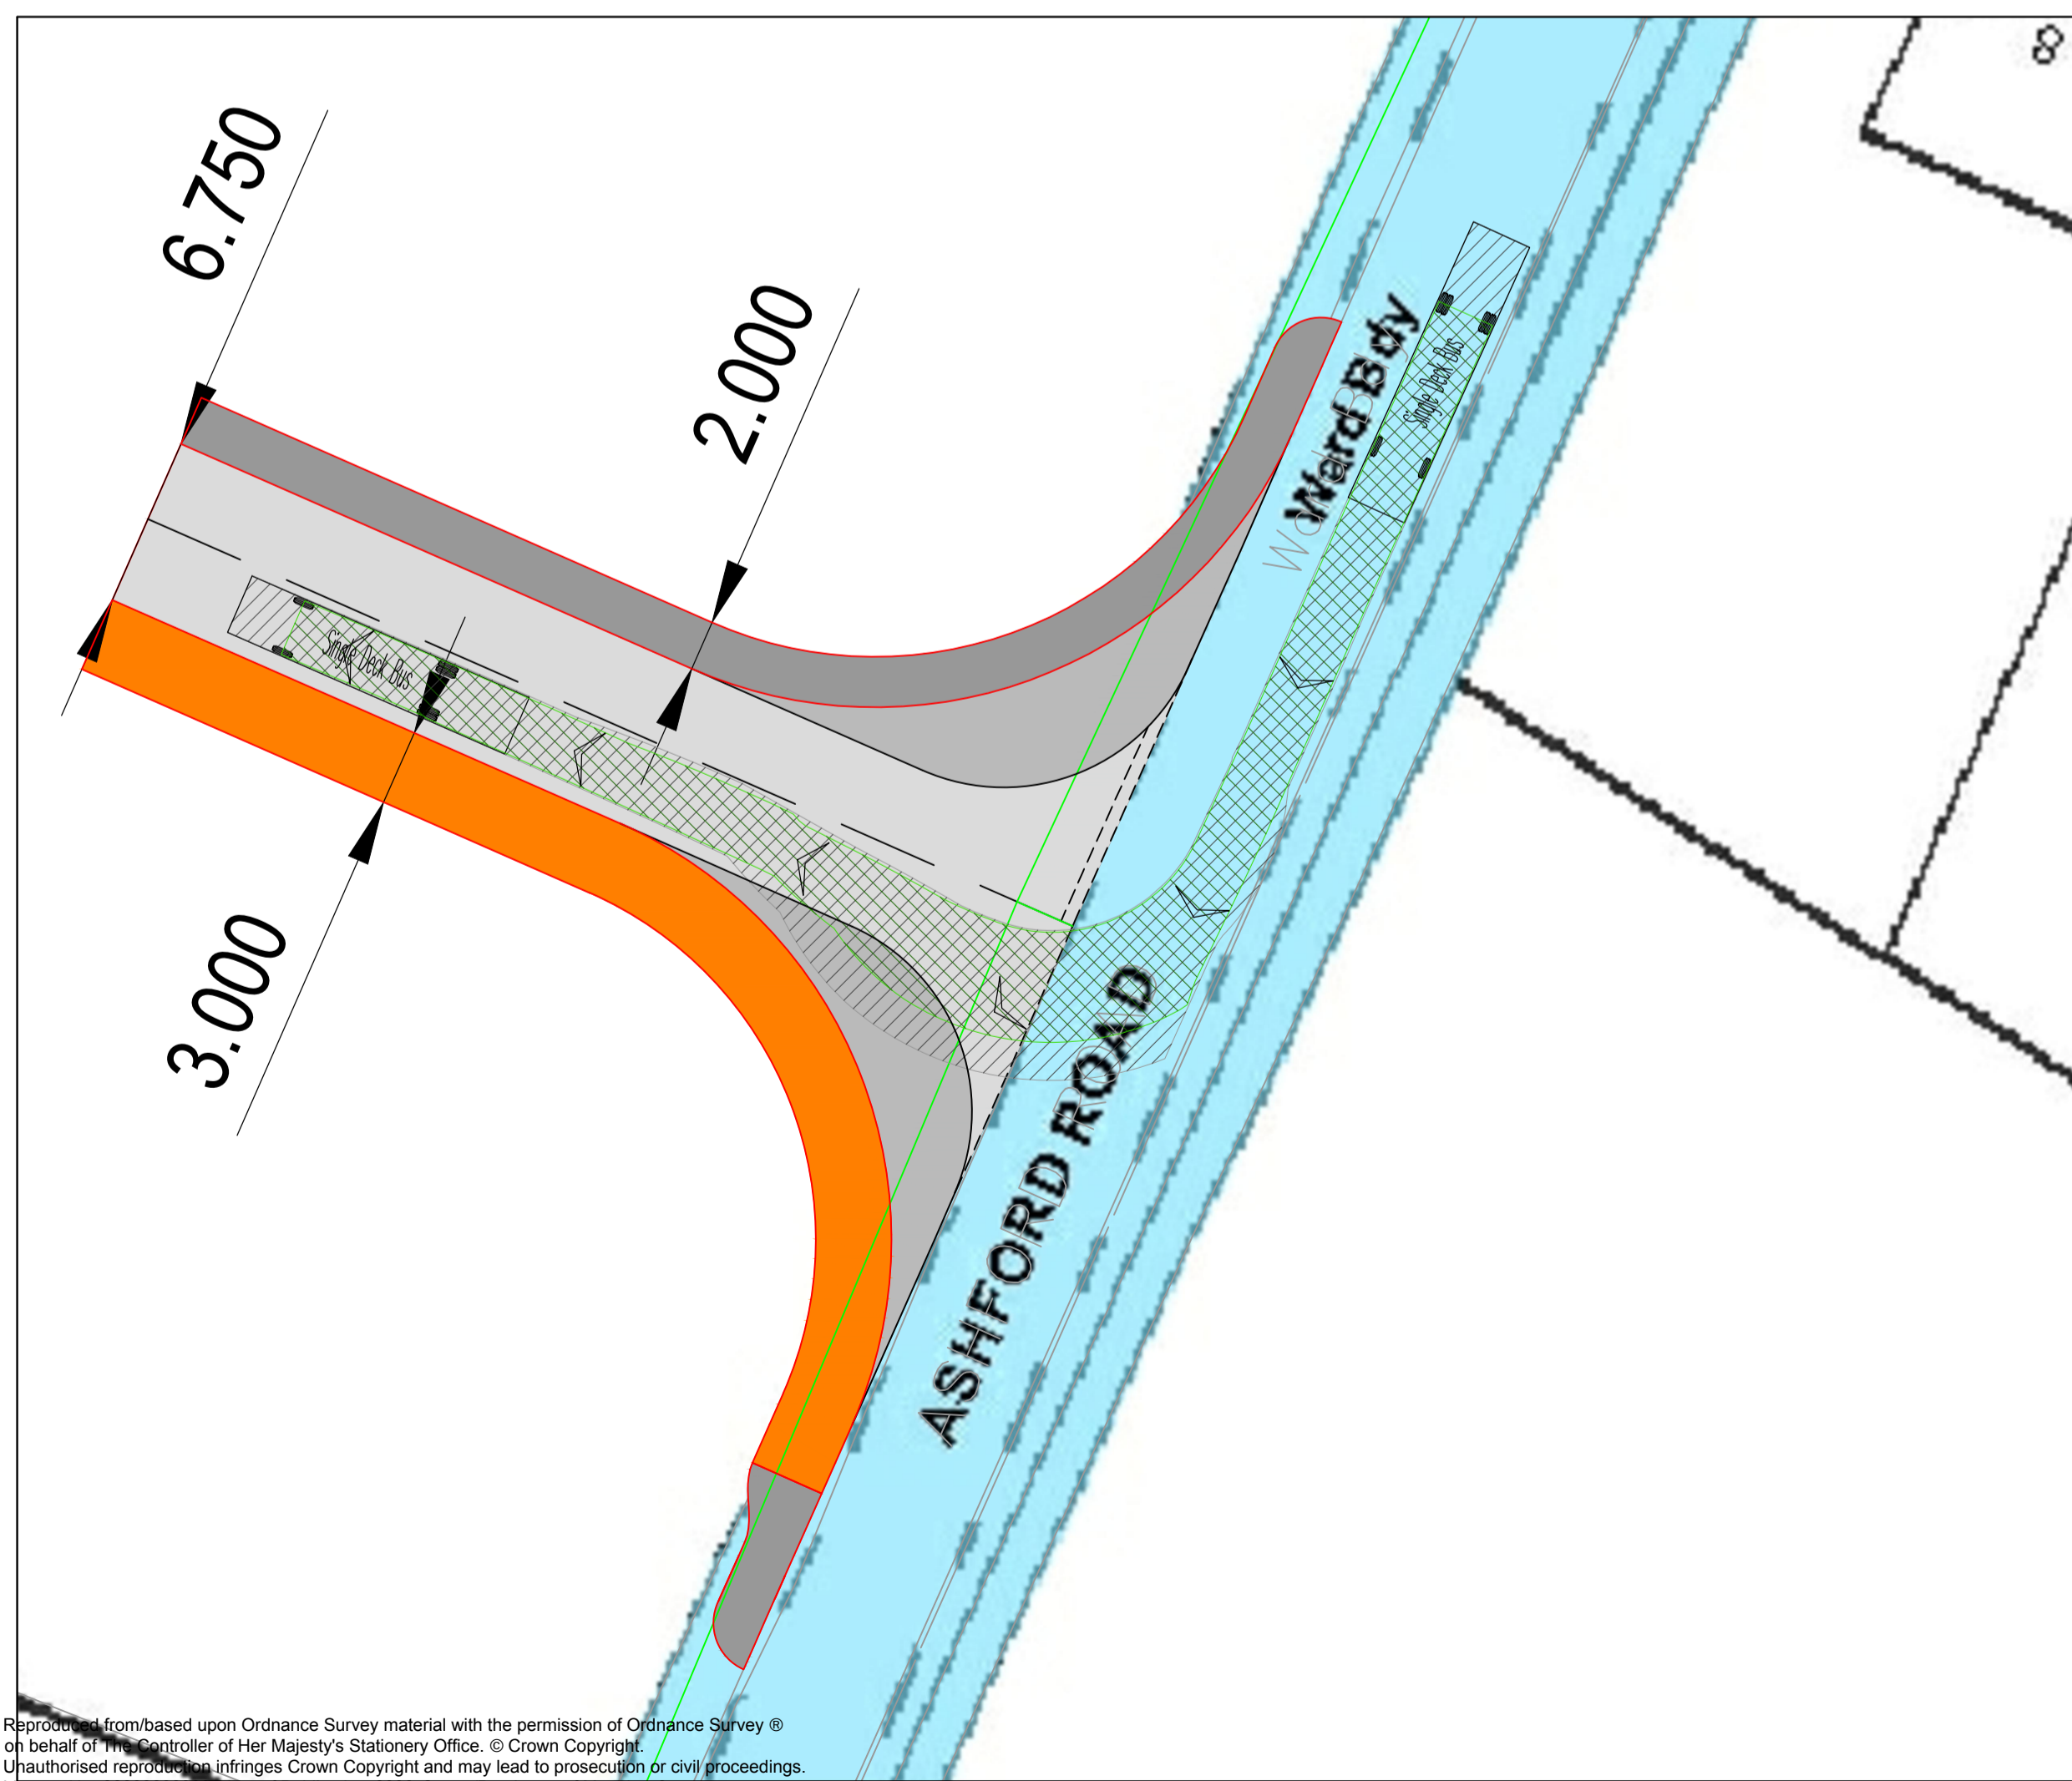 8
6.750
2.000
Ward Bdy
Single Deck Bus
Single Deck Bus
3.000
ASHFORD ROAD
Reproduced from/based upon Ordnance Survey material with the permission of Ordnance Survey ®
on behalf of The Controller of Her Majesty's Stationery Office. © Crown Copyright.
Unauthorised reproduction infringes Crown Copyright and may lead to prosecution or civil proceedings.